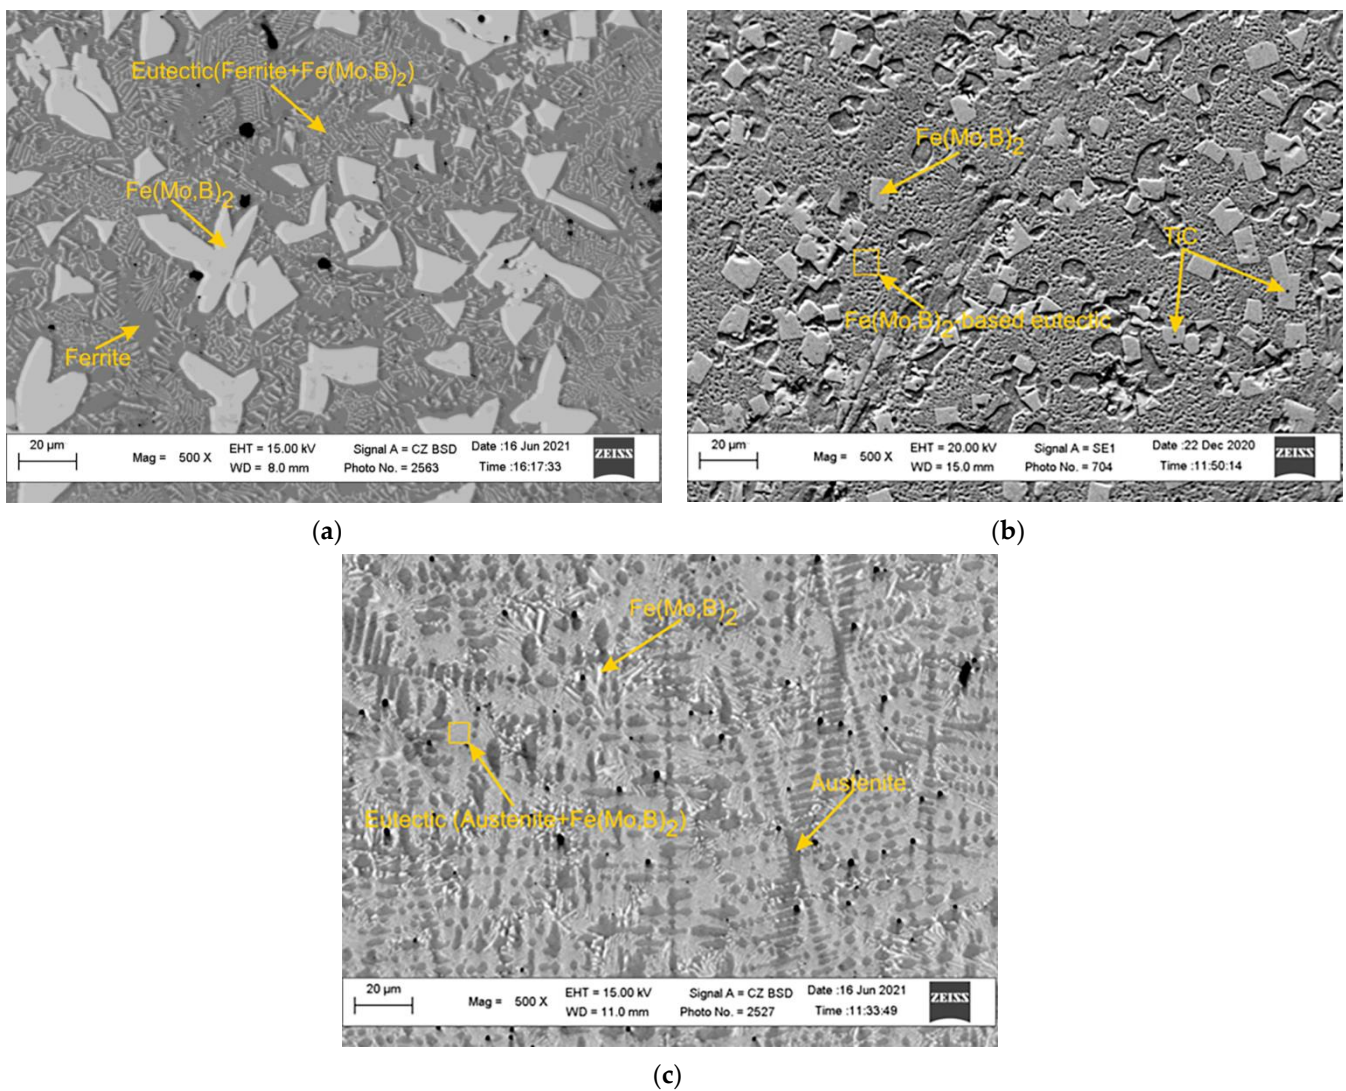 Eutectic(Ferrite+Fe(Mo,B)2)
Fe(Mo,B)2
Ferrite
20 µm
Mag = 500 X
EHT = 15.00 kV
WD = 8.0 mm
Signal A = CZ BSD
Photo No. = 2563
Date :16 Jun 2021
Time :16:17:33
ZEISS
(a)
Fe(Mo,B)2
TiC
Fe(Mo,B)2-based eutectic
20 µm
Mag = 500 X
EHT = 20.00 kV
WD = 15.0 mm
Signal A = SE1
Photo No. = 704
Date :22 Dec 2020
Time :11:50:14
ZEISS
(b)
Fe(Mo,B)2
Austenite
Eutectic (Austenite+Fe(Mo,B)2)
20 µm
Mag = 500 X
EHT = 15.00 kV
WD = 11.0 mm
Signal A = CZ BSD
Photo No. = 2527
Date :16 Jun 2021
Time :11:33:49
ZEISS
(c)